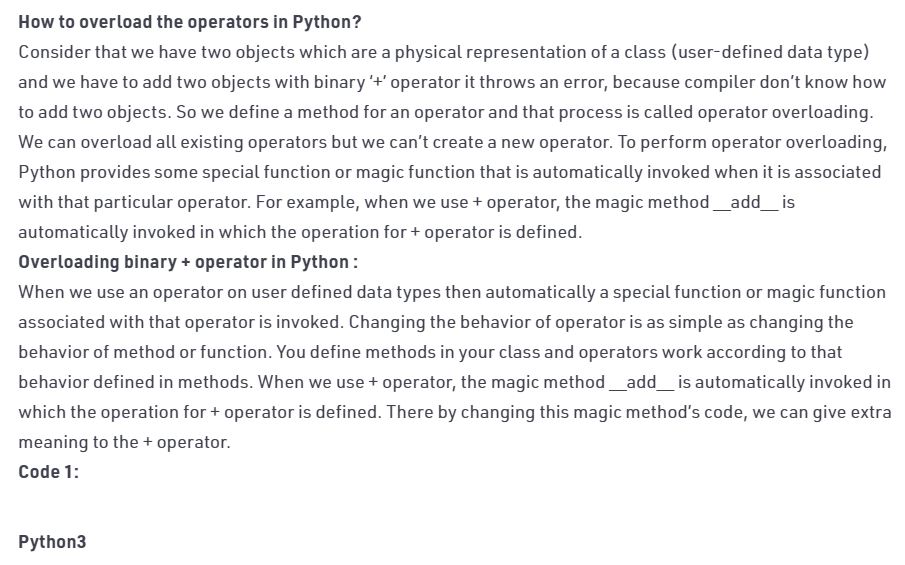 How to overload the operators in Python?
Consider that we have two objects which are a physical representation of a class (user-defined data type)
and we have to add two objects with binary ‘+’ operator it throws an error, because compiler don’t know how
to add two objects. So we define a method for an operator and that process is called operator overloading.
We can overload all existing operators but we can’t create a new operator. To perform operator overloading,
Python provides some special function or magic function that is automatically invoked when it is associated
with that particular operator. For example, when we use + operator, the magic method __add__ is
automatically invoked in which the operation for + operator is defined.
Overloading binary + operator in Python :
When we use an operator on user defined data types then automatically a special function or magic function
associated with that operator is invoked. Changing the behavior of operator is as simple as changing the
behavior of method or function. You define methods in your class and operators work according to that
behavior defined in methods. When we use + operator, the magic method __add__ is automatically invoked in
which the operation for + operator is defined. There by changing this magic method’s code, we can give extra
meaning to the + operator.
Code 1:
Python3